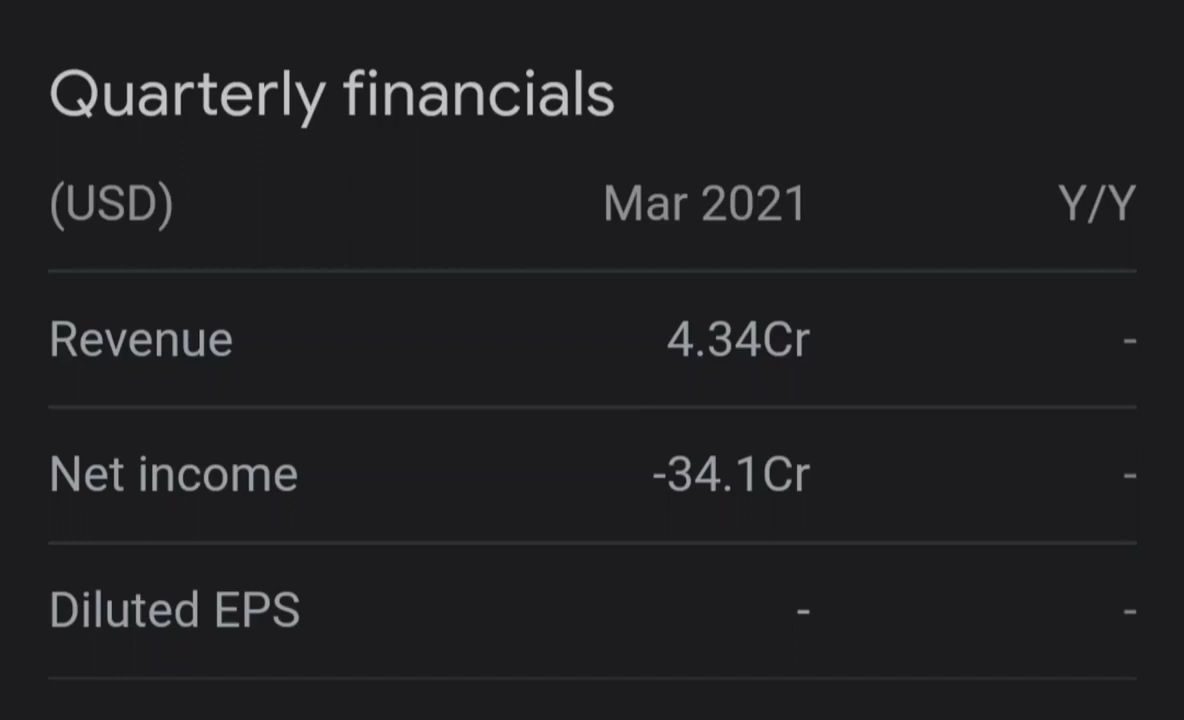 Quarterly financials
(USD) Mar 2021 Y/Y
Revenue 4.34Cr -
Net income -34.1Cr -
Diluted EPS - -